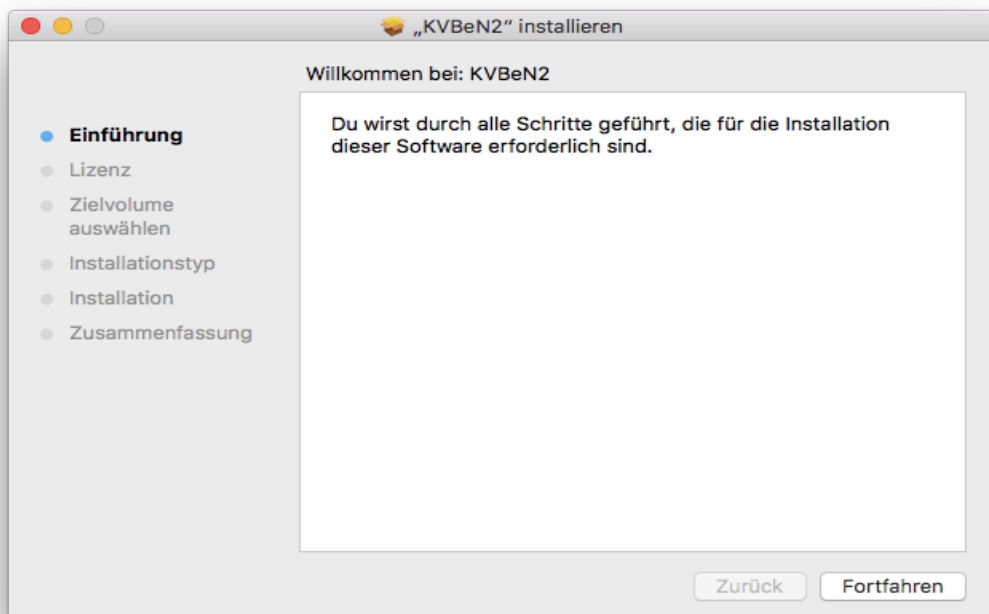 „KVBeN2“ installieren
Willkommen bei: KVBeN2
Einführung
Lizenz
Zielvolume
auswählen
Installationstyp
Installation
Zusammenfassung
Du wirst durch alle Schritte geführt, die für die Installation
dieser Software erforderlich sind.
Zurück
Fortfahren